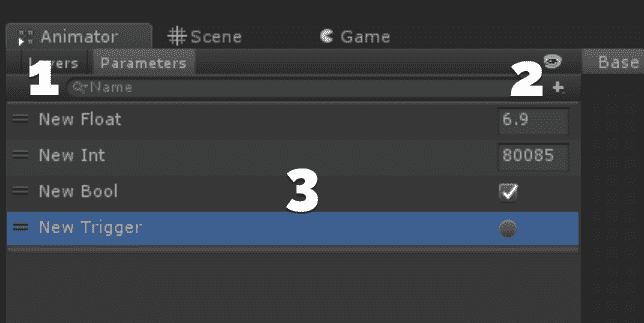 Animator Scene Game
1 Layers Parameters 2 Base
Name
New Float 6.9
New Int 80085
New Bool 3
New Trigger